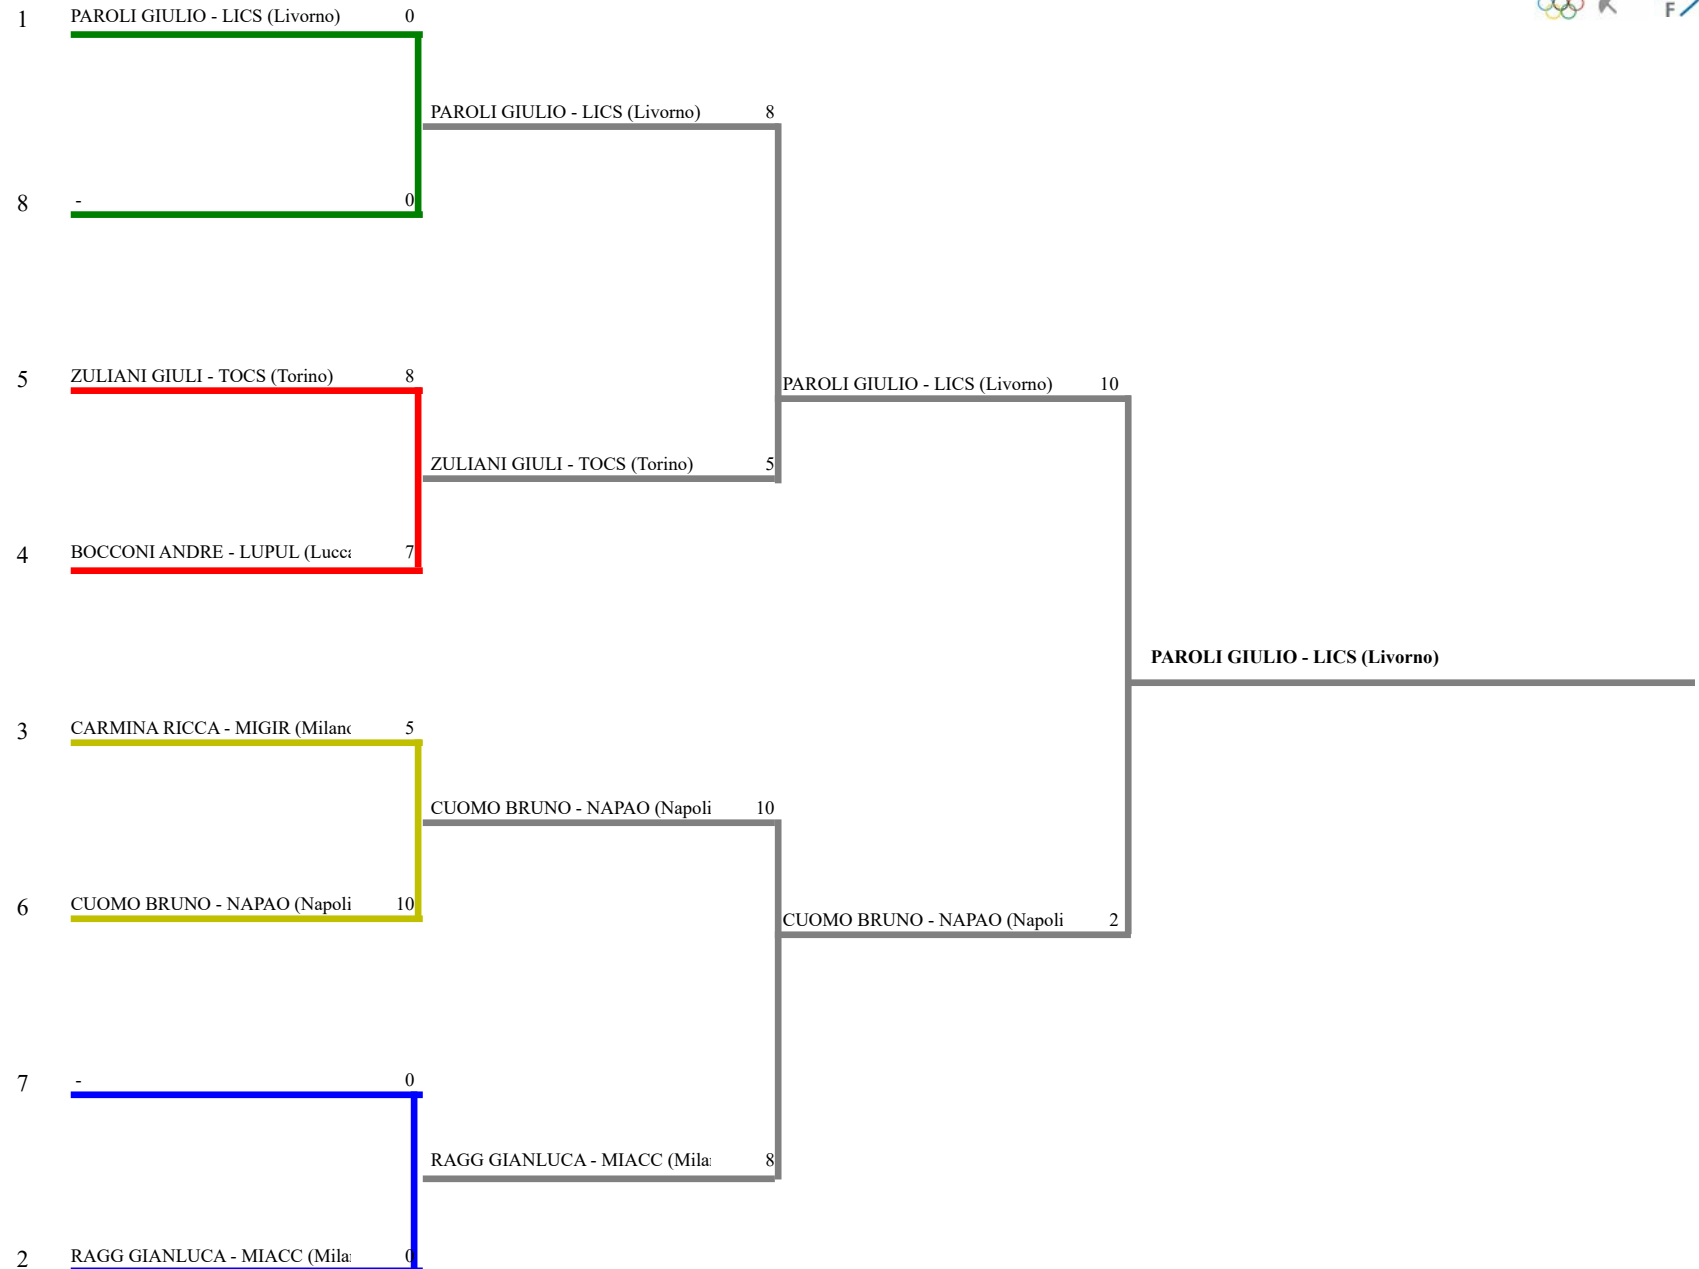 1 PAROLI GIULIO - LICS (Livorno) 0
F
PAROLI GIULIO - LICS (Livorno) 8
8 - 0
5 ZULIANI GIULI - TOCS (Torino) 8
PAROLI GIULIO - LICS (Livorno) 10
ZULIANI GIULI - TOCS (Torino) 5
4 BOCCONI ANDRE - LUPUL (Lucca 7
PAROLI GIULIO - LICS (Livorno)
3 CARMINA RICCA - MIGIR (Milano 5
CUOMO BRUNO - NAPAO (Napoli 10
6 CUOMO BRUNO - NAPAO (Napoli 10
CUOMO BRUNO - NAPAO (Napoli 2
7 - 0
RAGG GIANLUCA - MIACC (Mila 8
2 RAGG GIANLUCA - MIACC (Mila 0